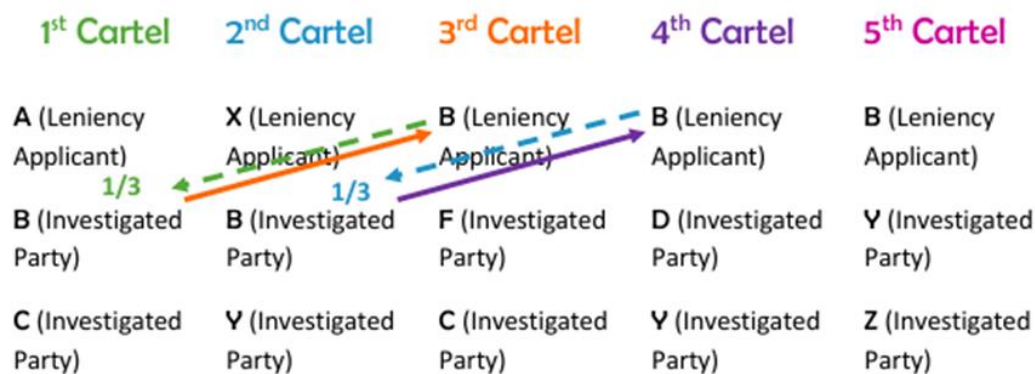 1st Cartel 2nd Cartel 3rd Cartel 4th Cartel 5th Cartel
A (Leniency X (Leniency B (Leniency B (Leniency B (Leniency
Applicant) Applicant) Applicant) Applicant) Applicant)
1/3 1/3
B (Investigated B (Investigated F (Investigated D (Investigated Y (Investigated
Party) Party) Party) Party) Party)
C (Investigated Y (Investigated C (Investigated Y (Investigated Z (Investigated
Party) Party) Party) Party) Party)